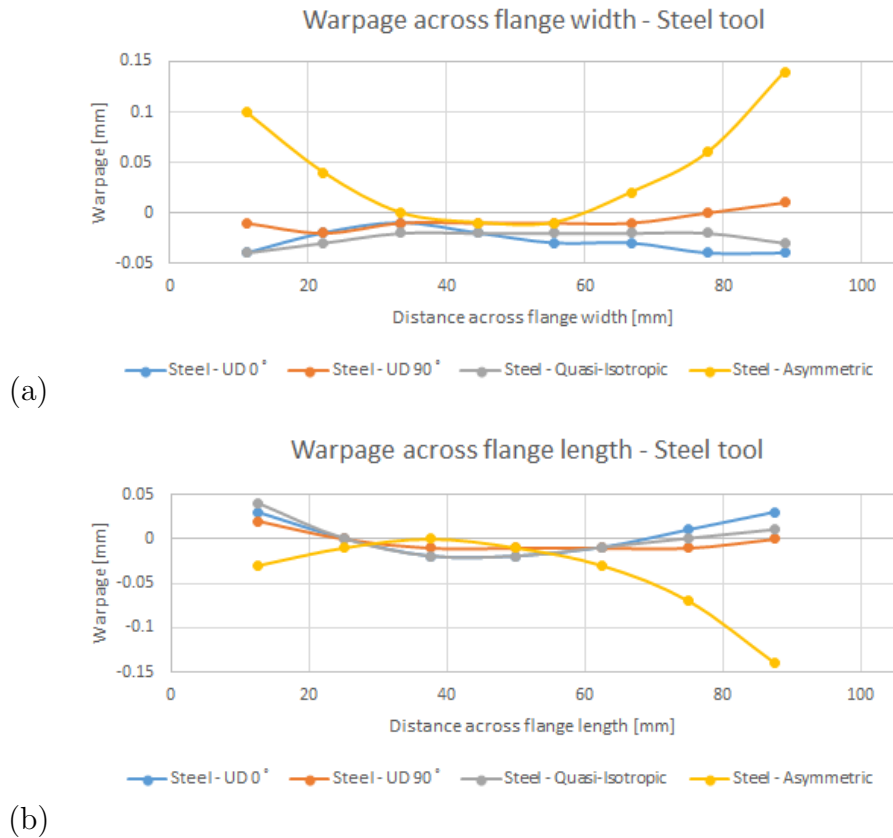 Warpage across flange width - Steel tool
0.15
0.1
0.05
0
-0.05
Warpage [mm]
0 20 40 60 80 100
Distance across flange width [mm]
Steel - UD 0˚ Steel - UD 90˚ Steel - Quasi-Isotropic Steel - Asymmetric
(a)
Warpage across flange length - Steel tool
0.05
0
-0.05
-0.1
-0.15
Warpage [mm]
0 20 40 60 80 100
Distance across flange length [mm]
Steel - UD 0˚ Steel - UD 90˚ Steel - Quasi-Isotropic Steel - Asymmetric
(b)